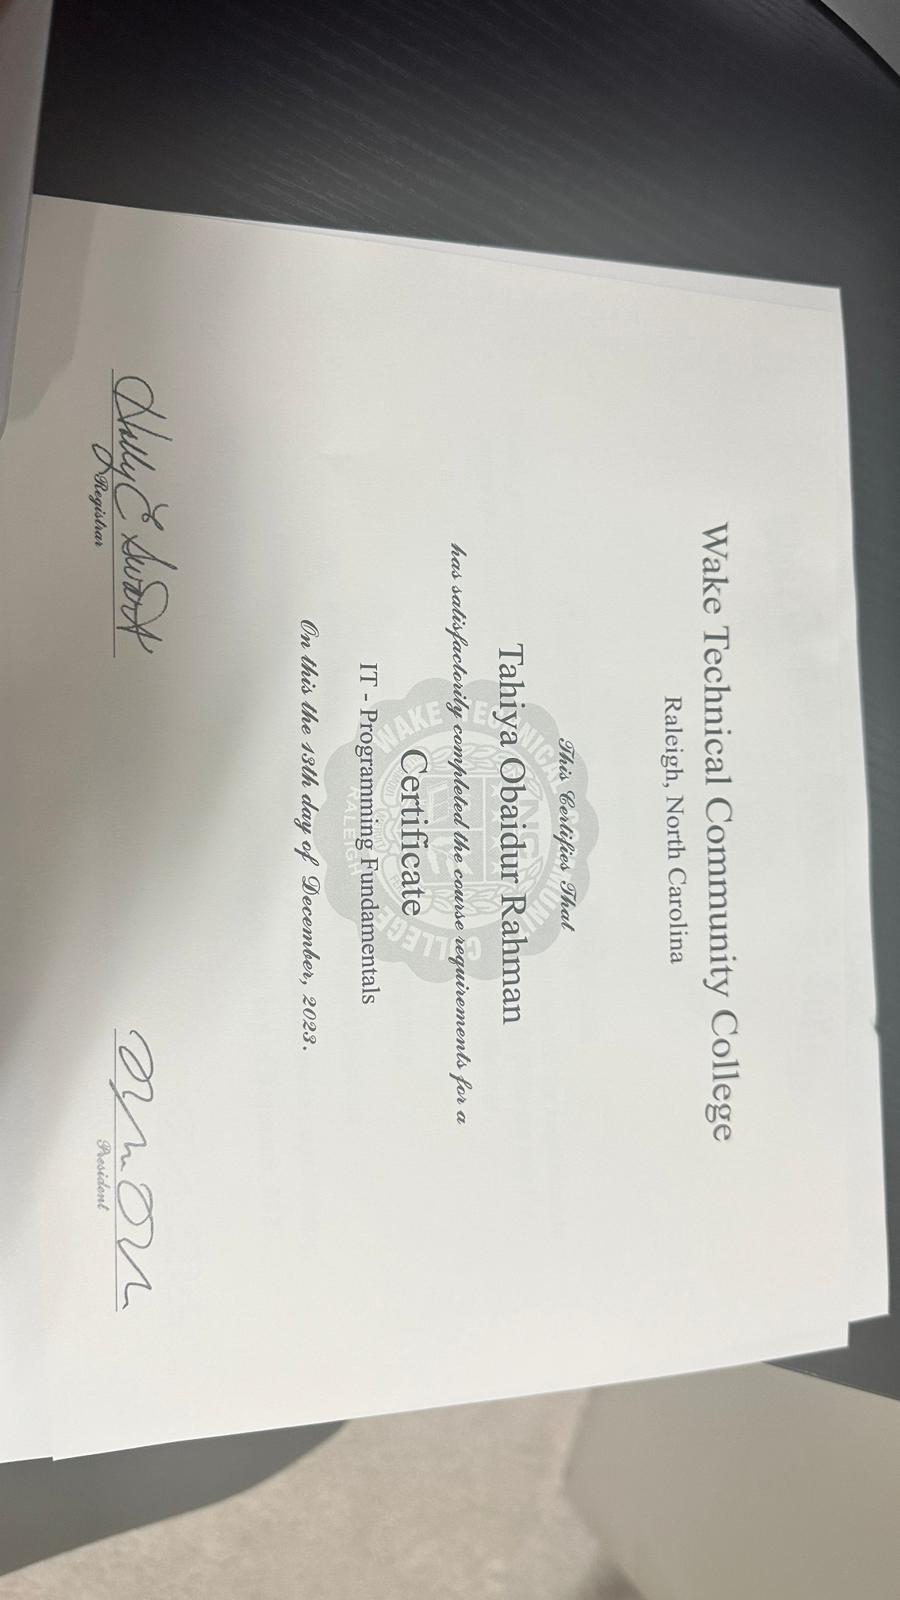 Wake Technical Community College
Raleigh, North Carolina
This Certifies That
Tahiya Obaidur Rahman
has satisfactorily completed the course requirements for a
Certificate
IT - Programming Fundamentals
On this the 13th day of December, 2023.
WAKE TECHNICAL COMMUNITY COLLEGE
RALEIGH
Holly E Swart
Registrar
President